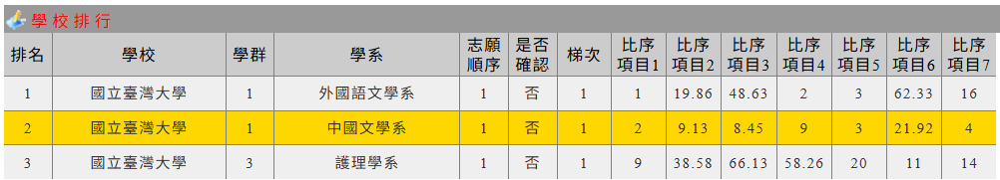 學校排行
排名 學校 學群 學系 志願順序 是否確認 梯次 比序項目1 比序項目2 比序項目3 比序項目4 比序項目5 比序項目6 比序項目7
1 國立臺灣大學 1 外國語文學系 1 否 1 1 19.86 48.63 2 3 62.33 16
2 國立臺灣大學 1 中國文學系 1 否 1 2 9.13 8.45 9 3 21.92 4
3 國立臺灣大學 3 護理學系 1 否 1 9 38.58 66.13 58.26 20 11 14